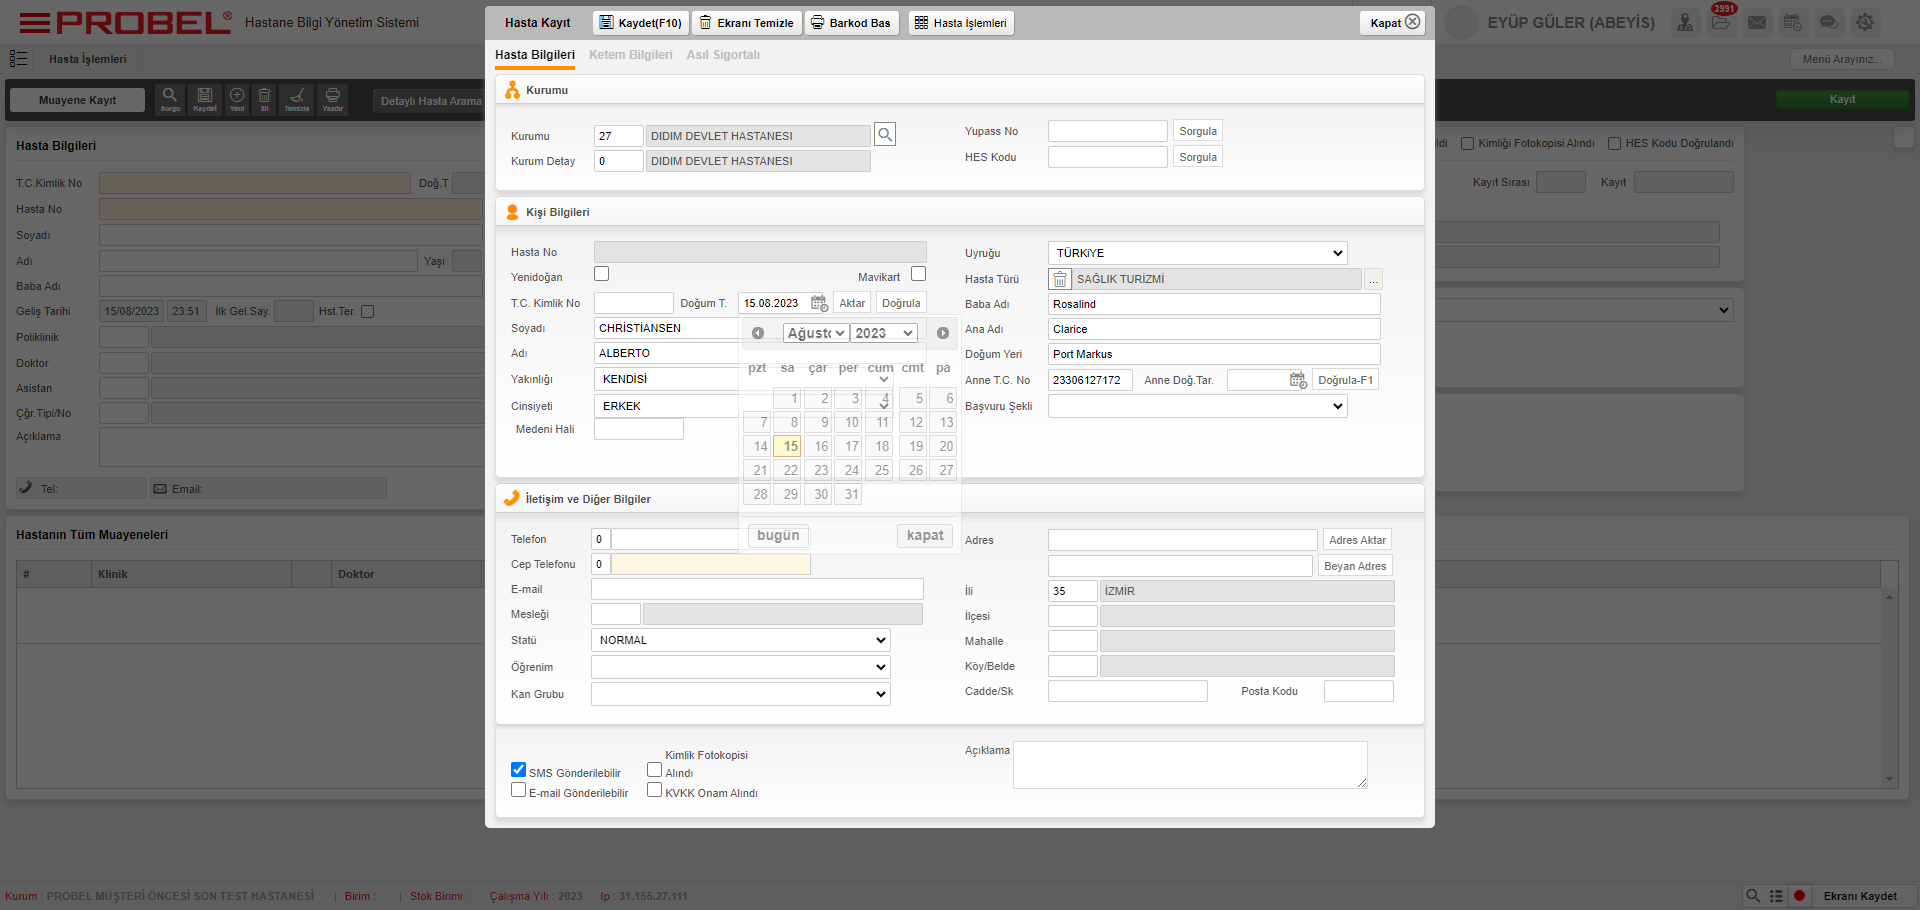 PROBEL® Hastane Bilgi Yönetim Sistemi
EYÜP GÜLER (ABEYİS) 3991
Hasta İşlemleri Menü Arayınız...
Muayene Kayıt Sorgu Kaydet Yeni Sil Temizle Yazdır Detaylı Hasta Arama Kayıt
Hasta Bilgileri
ldi Kimliği Fotokopisi Alındı HES Kodu Doğrulandı
T.C.Kimlik No Doğ.T
Kayıt Sırası Kayıt
Hasta No
Soyadı
Adı Yaşı
Baba Adı
Geliş Tarihi 15/08/2023 23:51 İlk Gel.Say. Hst.Ter.
Poliklinik
Doktor
Asistan
Çğr.Tipi/No
Açıklama
Tel: Email:
Hastanın Tüm Muayeneleri
# Klinik Doktor
Hasta Kayıt Kaydet(F10) Ekranı Temizle Barkod Bas Hasta İşlemleri Kapat
Hasta Bilgileri Ketem Bilgileri Asıl Sigortalı
Kurumu
Kurumu 27 DIDIM DEVLET HASTANESI
Kurum Detay 0 DIDIM DEVLET HASTANESI
Yupass No Sorgula
HES Kodu Sorgula
Kişi Bilgileri
Hasta No
Yenidoğan Mavikart
T.C. Kimlik No Doğum T. 15.08.2023 Aktar Doğrula
Soyadı CHRİSTİANSEN
Adı ALBERTO
Yakınlığı KENDİSİ
Cinsiyeti ERKEK
Medeni Hali
Ağusto 2023
pzt sa çar per cum cmt pa
1 2 3 4 5 6
7 8 9 10 11 12 13
14 15 16 17 18 19 20
21 22 23 24 25 26 27
28 29 30 31
bugün kapat
Uyruğu TÜRKİYE
Hasta Türü SAĞLIK TURİZMİ ...
Baba Adı Rosalind
Ana Adı Clarice
Doğum Yeri Port Markus
Anne T.C. No 23306127172 Anne Doğ.Tar. Doğrula-F1
Başvuru Şekli
İletişim ve Diğer Bilgiler
Telefon 0
Cep Telefonu 0
E-mail
Mesleği
Statü NORMAL
Öğrenim
Kan Grubu
Adres Adres Aktar
Beyan Adres
İli 35 İZMİR
İlçesi
Mahalle
Köy/Belde
Cadde/Sk Posta Kodu
SMS Gönderilebilir Kimlik Fotokopisi Alındı
E-mail Gönderilebilir KVKK Onam Alındı
Açıklama
Kurum : PROBEL MÜŞTERİ ÖNCESİ SON TEST HASTANESİ | Birim : | Stok Birimi : Çalışma Yılı : 2023 Ip : 31.155.27.111 Ekranı Kaydet